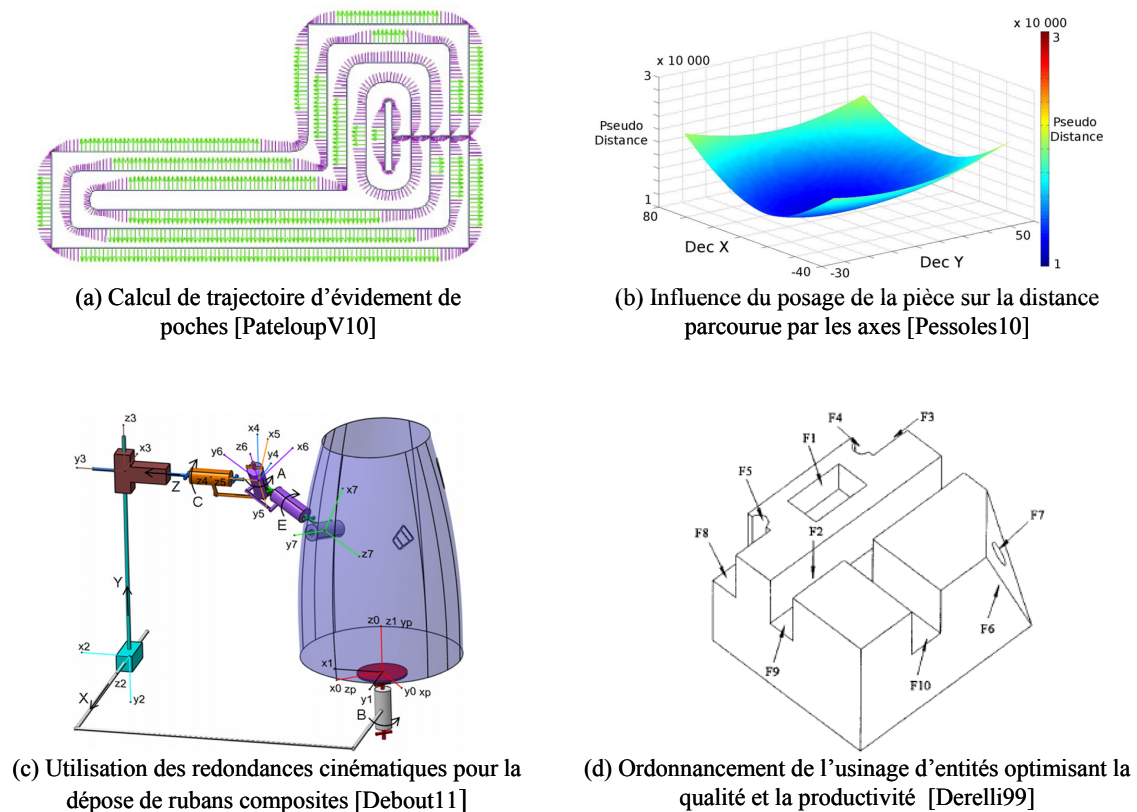 x 10 000
3
x 10 000
3
Pseudo
Distance
Pseudo
Distance
1
80
Dec X
-40
-30
Dec Y
50
1
(a) Calcul de trajectoire d'évidement de
poches [PateloupV10]
(b) Influence du posage de la pièce sur la distance
parcourue par les axes [Pessoles10]
z3
x3
y3
Z
C
z4
z5
x4
x5
z6
y4
x6
y6
A
y5
E
x7
y7
z7
Y
x2
z2
y2
X
z0
z1 yp
x1
x0 zp
y1
y0 xp
B
F4
F3
F1
F5
F2
F7
F8
F6
F9
F10
(c) Utilisation des redondances cinématiques pour la
dépose de rubans composites [Debout11]
(d) Ordonnancement de l'usinage d'entités optimisant la
qualité et la productivité [Derelli99]